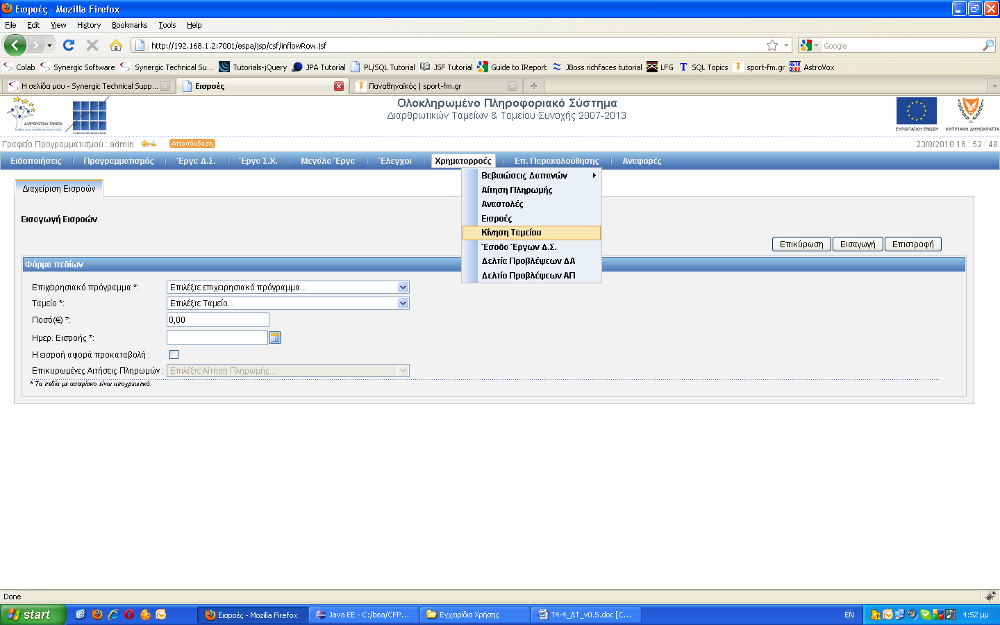 Εισροές - Mozilla Firefox
File Edit View History Bookmarks Tools Help
http://192.168.1.2:7001/espa/jsp/csf/inflowRow.jsf
Google
Colab Synergic Software Synergic Technical Su... Tutorials-jQuery JPA Tutorial PL/SQL Tutorial JSF Tutorial Guide to IReport JBoss richfaces tutorial LFG SQL Topics sport-fm.gr AstroVox
Η σελίδα μου - Synergic Technical Supp... Εισροές Παναθηναϊκός | sport-fm.gr
Ολοκληρωμένο Πληροφοριακό Σύστημα
Διαρθρωτικών Ταμείων & Ταμείου Συνοχής 2007-2013
ΔΙΑΡΘΡΩΤΙΚΑ ΤΑΜΕΙΑ
ΕΥΡΩΠΑΪΚΗ ΕΝΩΣΗ ΚΥΠΡΙΑΚΗ ΔΗΜΟΚΡΑΤΙΑ
Γραφείο Προγραμματισμού : admin Αποσύνδεση 23/8/2010 16 : 52 : 48
Ειδοποιήσεις Προγραμματισμός Έργα Δ.Σ. Έργα Σ.Χ. Μεγάλα Έργα Έλεγχοι Χρηματορροές Επ. Παρακολούθησης Αναφορές
Βεβαιώσεις Δαπανών
Αίτηση Πληρωμής
Αναστολές
Εισροές
Κίνηση Ταμείου
Έσοδα Έργων Δ.Σ.
Δελτία Προβλέψεων ΔΑ
Δελτίο Προβλέψεων ΑΠ
Διαχείριση Εισροών
Εισαγωγή Εισροών
Επικύρωση Εισαγωγή Επιστροφή
Φόρμα πεδίων
Επιχειρησιακό πρόγραμμα *: Επιλέξτε επιχειρησιακό πρόγραμμα...
Ταμείο *: Επιλέξτε Ταμείο...
Ποσό(€) *: 0,00
Ημερ. Εισροής *:
Η εισροή αφορά προκαταβολή :
Επικυρωμένες Αιτήσεις Πληρωμών : Επιλέξτε Αίτηση Πληρωμής...
* Τα πεδία με αστερίσκο είναι υποχρεωτικά.
Done
start Εισροές - Mozilla Firefox Java EE - C:/bea/CFP... Εγχειρίδια Χρήσης T4-4_ΔΤ_v0.5.doc [C... EN 4:52 μμ